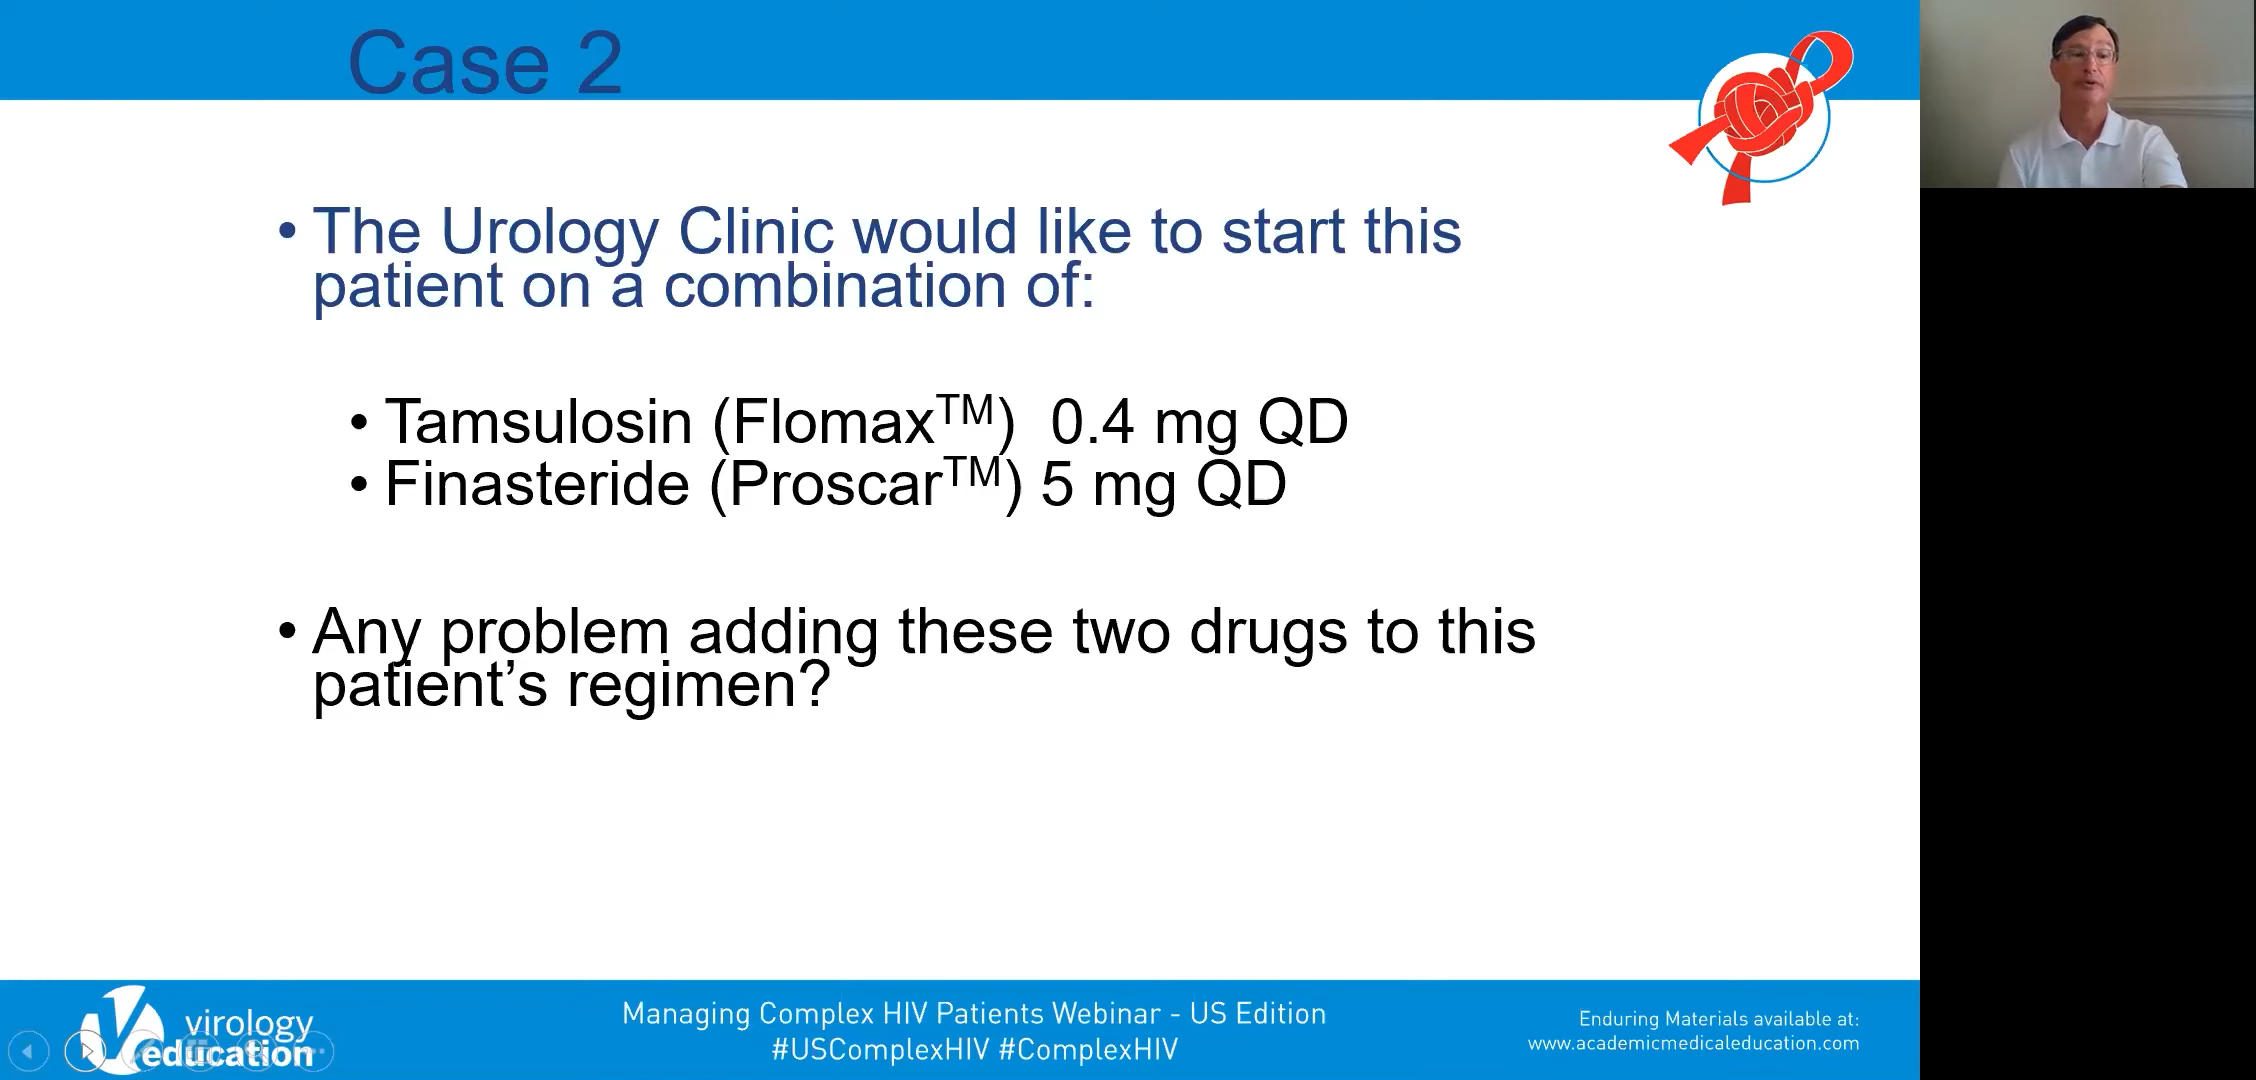 Case 2
• The Urology Clinic would like to start this
patient on a combination of:
• Tamsulosin (Flomax™) 0.4 mg QD
• Finasteride (Proscar™) 5 mg QD
• Any problem adding these two drugs to this
patient’s regimen?
virology
education
Managing Complex HIV Patients Webinar - US Edition
#USComplexHIV #ComplexHIV
Enduring Materials available at:
www.academicmedicaleducation.com